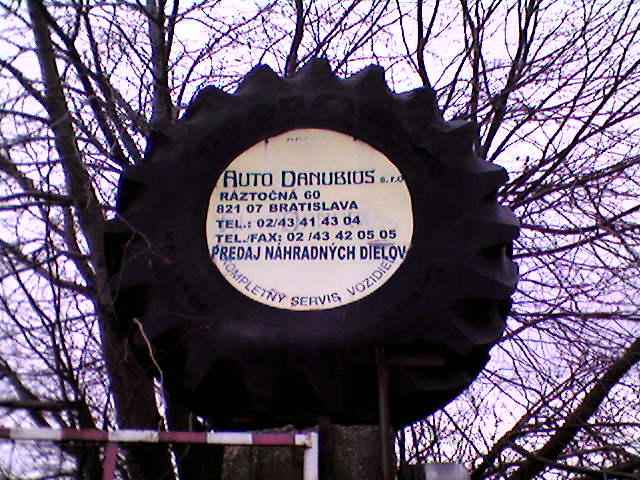 AUTO DANUBIOS s.r.o
RÁZTOČNÁ 60
821 07 BRATISLAVA
TEL.: 02/43 41 43 04
TEL./FAX: 02 /43 42 05 05
PREDAJ NÁHRADNÝCH DIELOV
KOMPLETNÝ SERVIS VOZIDIEL